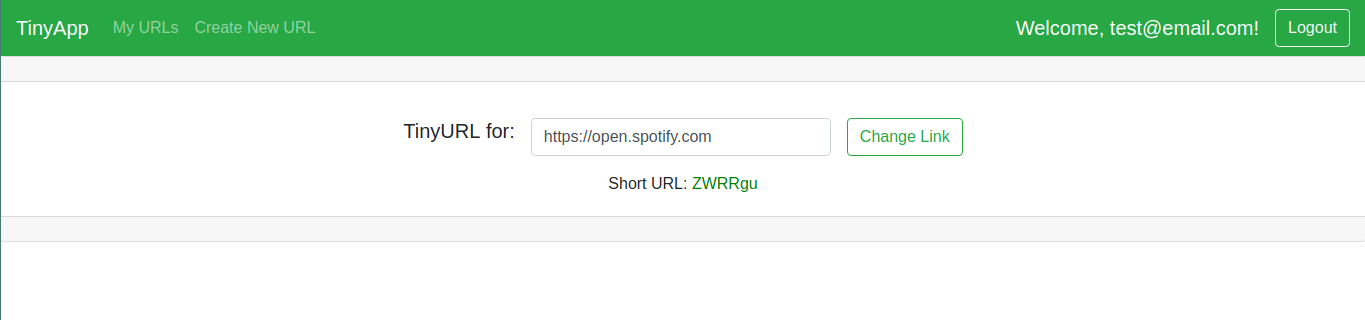 TinyApp My URLs Create New URL Welcome, test@email.com! Logout
TinyURL for: https://open.spotify.com Change Link
Short URL: ZWRRgu